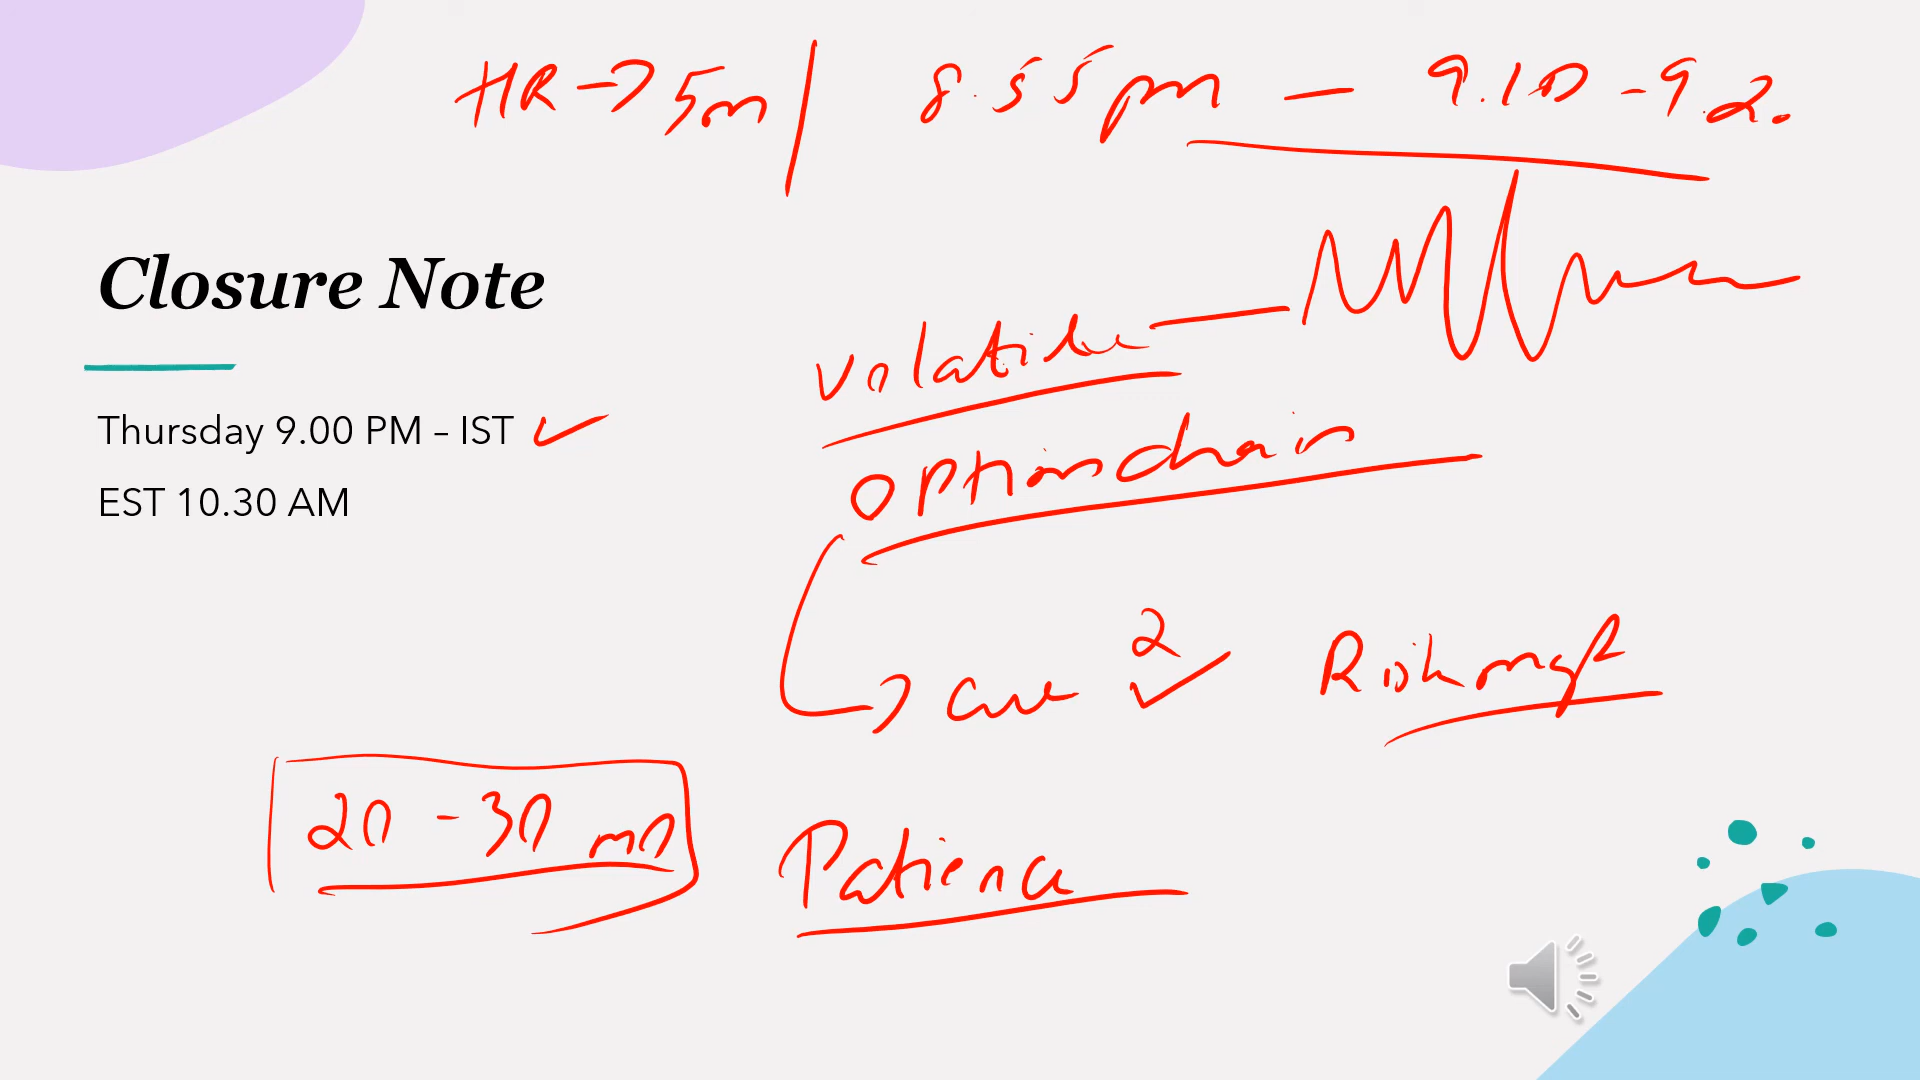 HR → 5m / 8.55pm — 9.10 - 9.2.
Closure Note
Thursday 9.00 PM – IST ✓
EST 10.30 AM
volatile
option chain
2
→ ✓ Risk mgt
20 - 30 mn
Patience